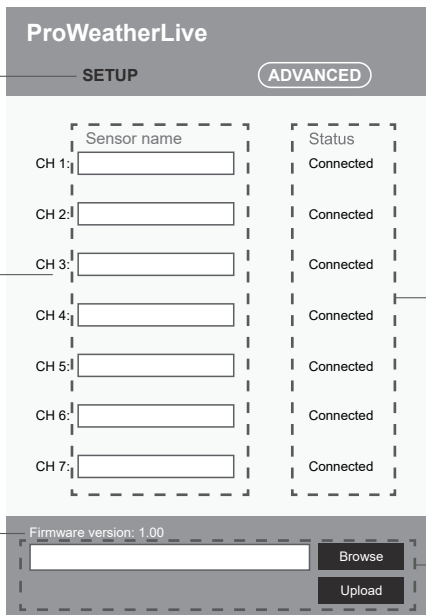 ProWeatherLive
SETUP ADVANCED
Sensor name Status
CH 1: Connected
CH 2: Connected
CH 3: Connected
CH 4: Connected
CH 5: Connected
CH 6: Connected
CH 7: Connected
Firmware version: 1.00
Browse
Upload